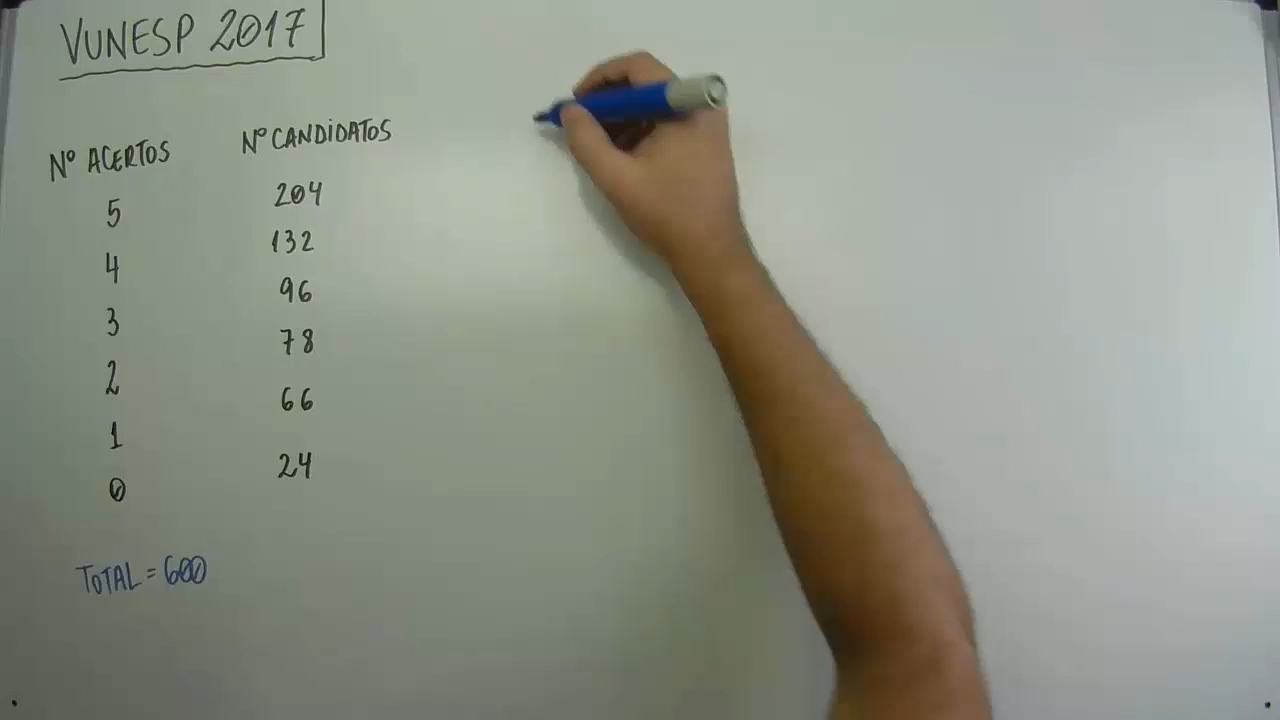 VUNESP 2017
Nº ACERTOS Nº CANDIDATOS
5 204
4 132
3 96
2 78
1 66
0 24
TOTAL = 600